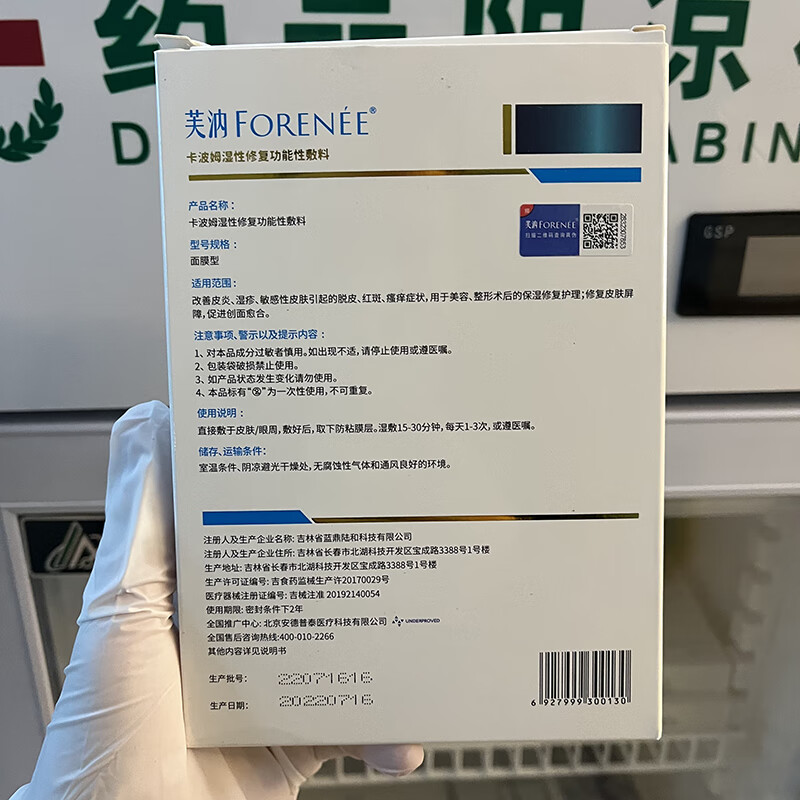 药品阴凉
D
ABIN
GSP
芙汭 FORENÉE®
卡波姆湿性修复功能性敷料
芙汭 FORENÉE
扫描二维码查询真伪
产品名称：
卡波姆湿性修复功能性敷料
型号规格：
面膜型
适用范围：
改善皮炎、湿疹、敏感性皮肤引起的脱皮、红斑、瘙痒症状，用于美容、整形术后的保湿修复护理；修复皮肤屏
障，促进创面愈合。
注意事项、警示以及提示内容：
1、对本品成分过敏者慎用。如出现不适，请停止使用或遵医嘱。
2、包装袋破损禁止使用。
3、如产品状态发生变化请勿使用。
4、本品标有“⊗”为一次性使用，不可重复。
使用说明：
直接敷于皮肤/眼周，敷好后，取下防粘膜层。湿敷15-30分钟，每天1-3次，或遵医嘱。
储存、运输条件：
室温条件、阴凉避光干燥处，无腐蚀性气体和通风良好的环境。
注册人及生产企业名称：吉林省蓝鼎陆和科技有限公司
注册人及生产企业住所：吉林省长春市北湖科技开发区宝成路3388号1号楼
生产地址：吉林省长春市北湖科技开发区宝成路3388号1号楼
生产许可证编号：吉食药监械生产许20170029号
医疗器械注册证编号：吉械注准 20192140054
使用期限：密封条件下2年
全国推广中心：北京安德普泰医疗科技有限公司 UNDERPROVED
全国售后咨询热线：400-010-2266
其他内容详见说明书
生产批号： 22071616
生产日期： 20220716
6 927999 300130